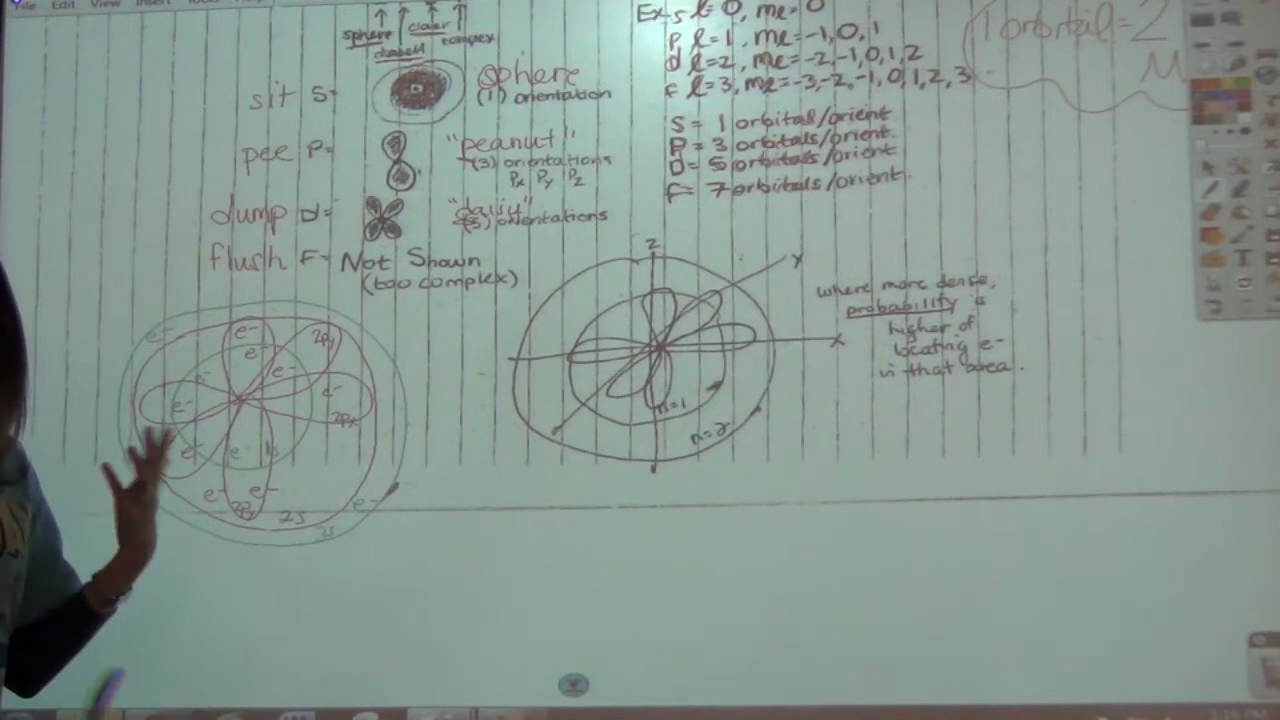 Edit View Insert
sphere clover complex
Ex. s l=0, ml=0
p l=1, ml=-1,0,1
d l=2, ml=-2,-1,0,1,2
F l=3, ml=-3,-2,-1,0,1,2,3
1 orbital = 2
sit S= sphere
(1) orientation
pee P= "peanut"
(3) orientations
Px Py Pz
dump D= "daisy"
(5) orientations
flush F= Not Shown
(too complex)
S = 1 orbital/orient
P = 3 orbitals/orient.
D = 5 orbitals/orient
F = 7 orbitals/orient.
e- e- 2py
e- e-
e- e-
e- 2px
e- e- 1s
e- e- e-
2pz 2s
3s
z
y
x
n=1
n=2
where more dense,
probability is
higher of
locating e-
in that area.